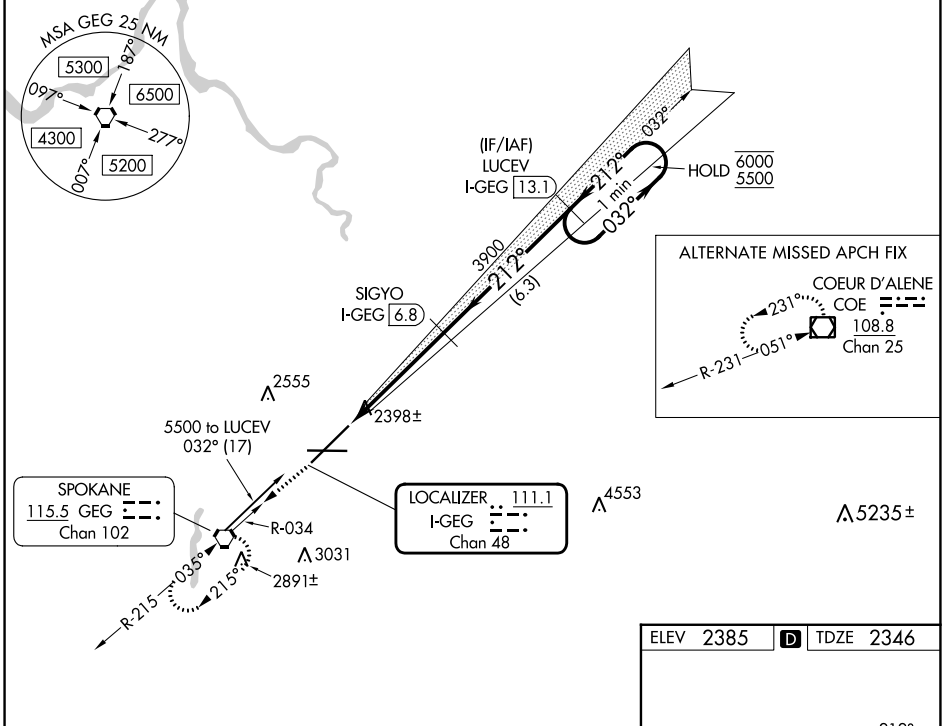 MSA GEG 25 NM
187°
5300
097°
6500
4300
277°
007°
5200
(IF/IAF)
LUCEV
I-GEG 13.1
032°
212°
1 min
032°
HOLD 6000
5500
3900
212°
(6.3)
SIGYO
I-GEG 6.8
ALTERNATE MISSED APCH FIX
COEUR D'ALENE
COE
108.8
Chan 25
231°
R-231
051°
2555
2398±
5500 to LUCEV
032° (17)
SPOKANE
115.5 GEG
Chan 102
R-034
LOCALIZER 111.1
I-GEG
Chan 48
4553
5235±
3031
2891±
035°
215°
R-215
ELEV 2385 D TDZE 2346